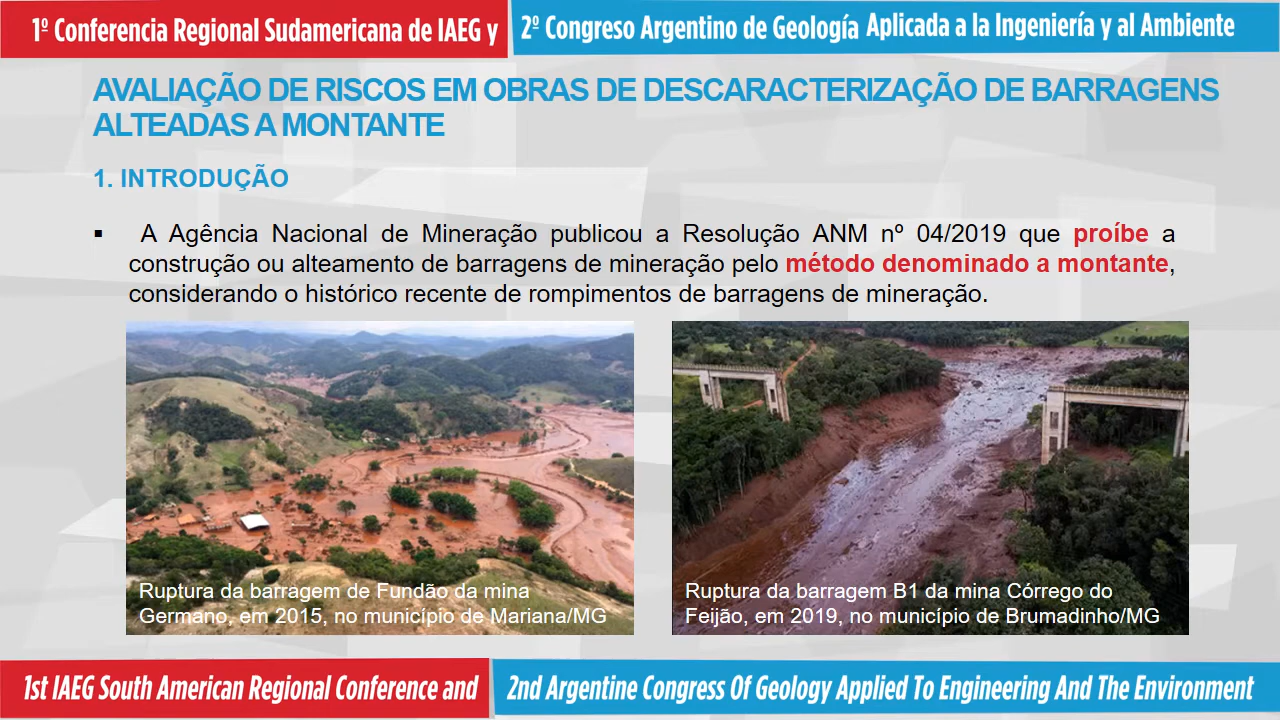 1º Conferencia Regional Sudamericana de IAEG y 2º Congreso Argentino de Geología Aplicada a la Ingeniería y al Ambiente
AVALIAÇÃO DE RISCOS EM OBRAS DE DESCARACTERIZAÇÃO DE BARRAGENS
ALTEADAS A MONTANTE
1. INTRODUÇÃO
▪ A Agência Nacional de Mineração publicou a Resolução ANM nº 04/2019 que proíbe a
construção ou alteamento de barragens de mineração pelo método denominado a montante,
considerando o histórico recente de rompimentos de barragens de mineração.
Ruptura da barragem de Fundão da mina
Germano, em 2015, no município de Mariana/MG
Ruptura da barragem B1 da mina Córrego do
Feijão, em 2019, no município de Brumadinho/MG
1st IAEG South American Regional Conference and 2nd Argentine Congress Of Geology Applied To Engineering And The Environment